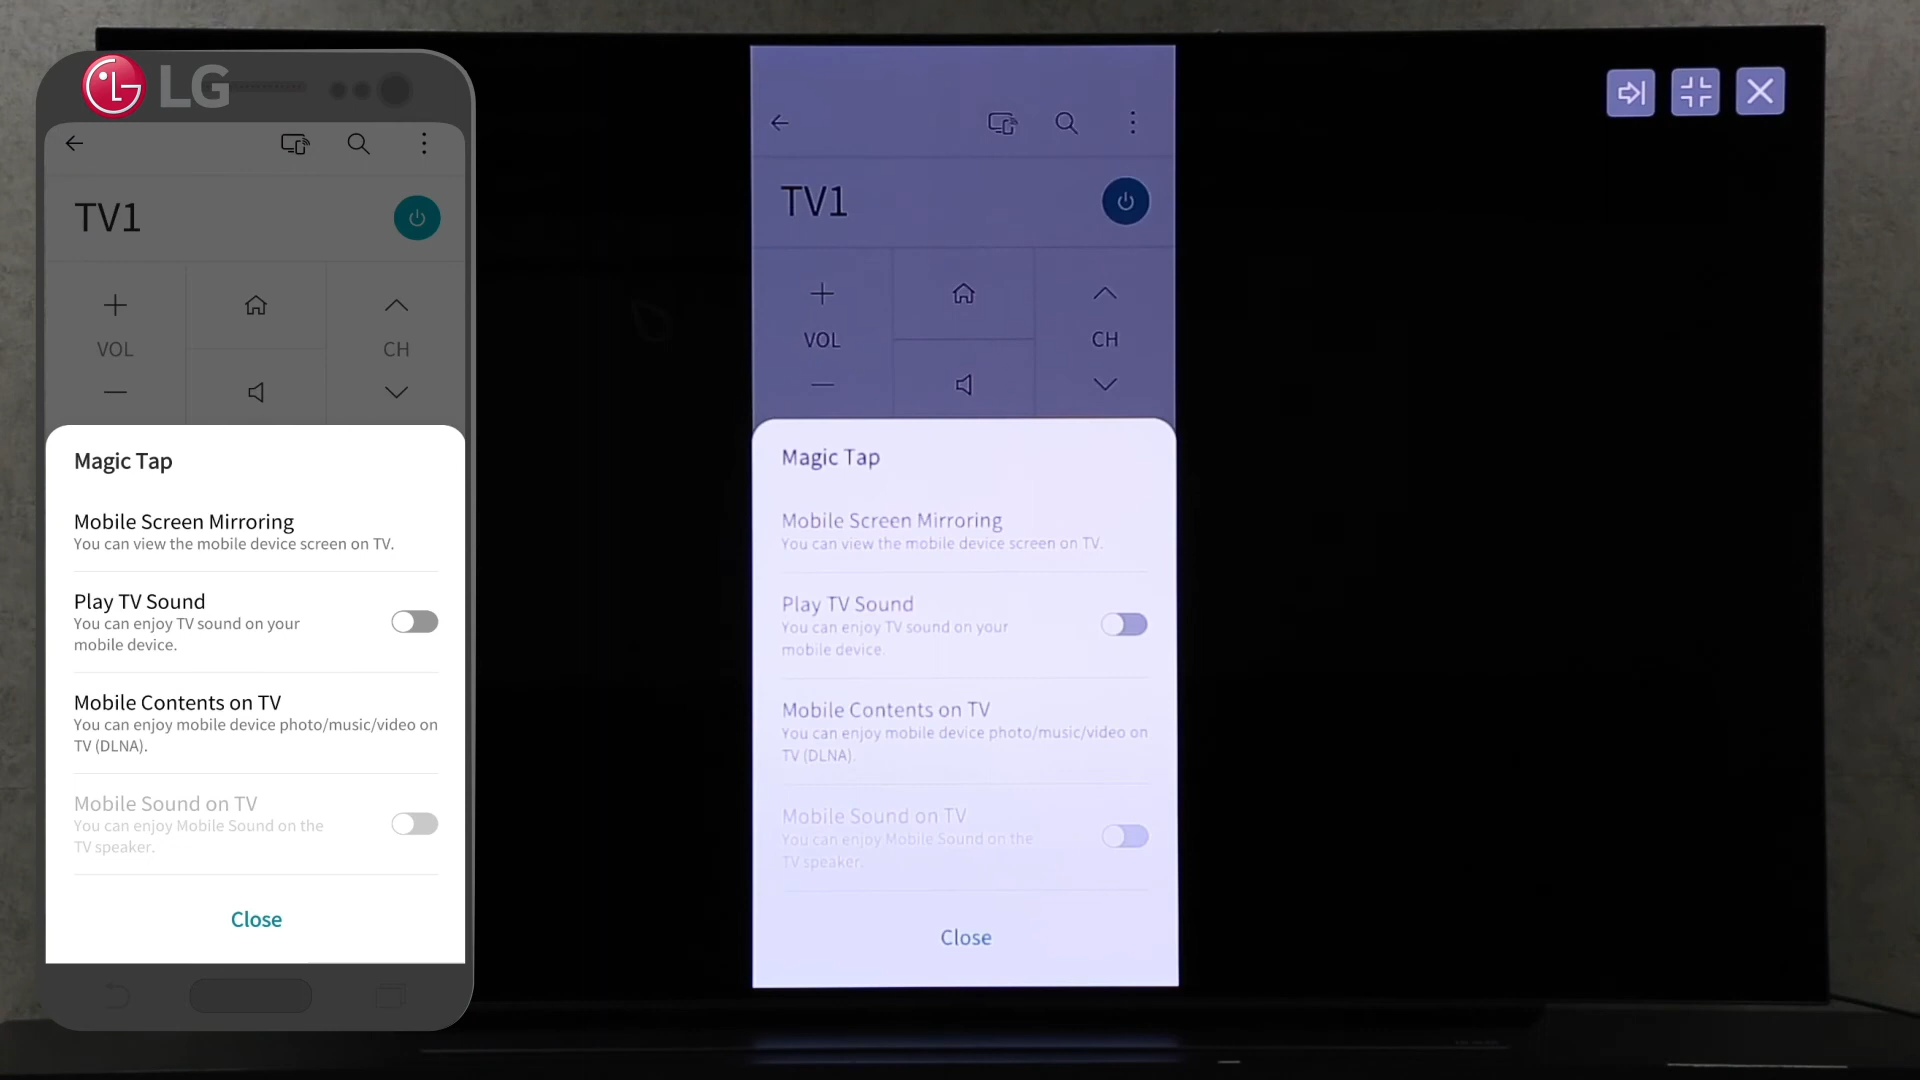 LG
TV1
VOL
CH
Magic Tap
Mobile Screen Mirroring
You can view the mobile device screen on TV.
Play TV Sound
You can enjoy TV sound on your
mobile device.
Mobile Contents on TV
You can enjoy mobile device photo/music/video on
TV (DLNA).
Mobile Sound on TV
You can enjoy Mobile Sound on the
TV speaker.
Close
TV1
VOL
CH
Magic Tap
Mobile Screen Mirroring
You can view the mobile device screen on TV.
Play TV Sound
You can enjoy TV sound on your
mobile device.
Mobile Contents on TV
You can enjoy mobile device photo/music/video on
TV (DLNA).
Mobile Sound on TV
You can enjoy Mobile Sound on the
TV speaker.
Close